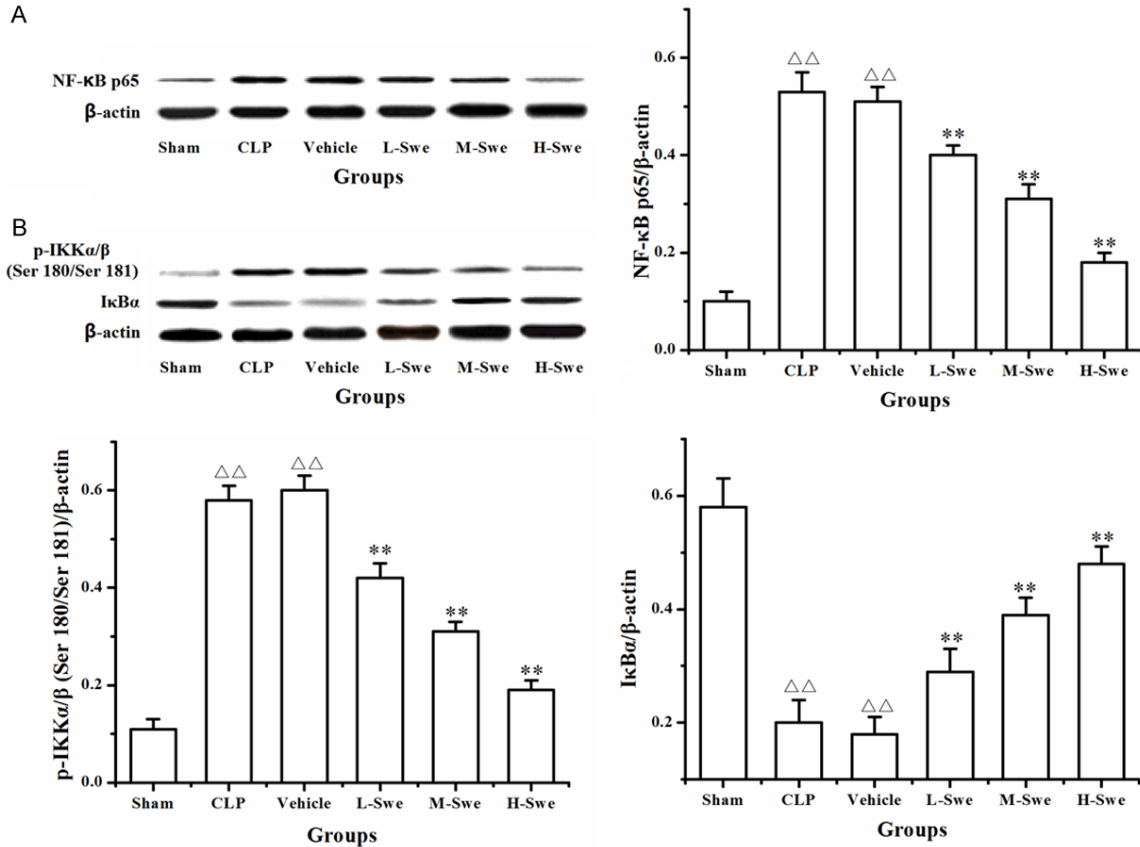 A
NF-κB p65
β-actin
Sham CLP Vehicle L-Swe M-Swe H-Swe
Groups
B
p-IKKα/β
(Ser 180/Ser 181)
IκBα
β-actin
Sham CLP Vehicle L-Swe M-Swe H-Swe
Groups
NF-κB p65/β-actin
0.6
0.4
0.2
0.0
△△ △△ ** ** **
Sham CLP Vehicle L-Swe M-Swe H-Swe
Groups
p-IKKα/β (Ser 180/Ser 181)/β-actin
0.6
0.4
0.2
0.0
△△ △△ ** ** **
Sham CLP Vehicle L-Swe M-Swe H-Swe
Groups
IκBα/β-actin
0.6
0.4
0.2
△△ △△ ** ** **
Sham CLP Vehicle L-Swe M-Swe H-Swe
Groups